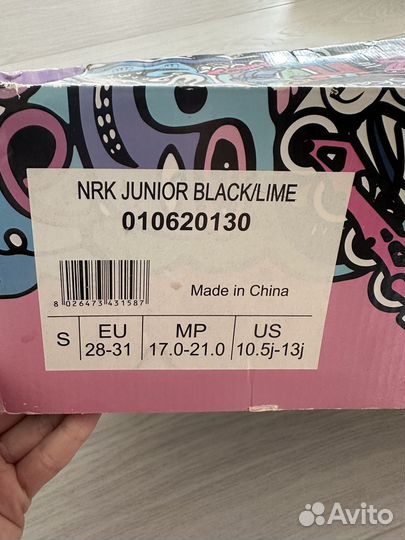 NRK JUNIOR BLACK/LIME
010620130
8 026473 431587
Made in China
S EU MP US
28-31 17.0-21.0 10.5j-13j
Avito